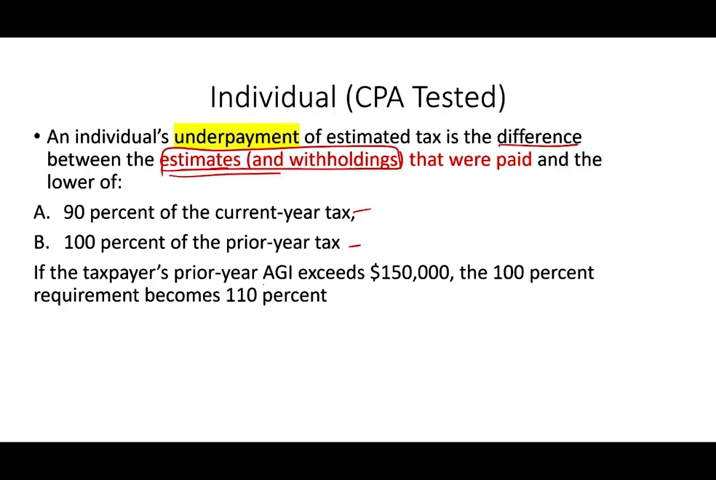 Individual (CPA Tested)
• An individual's underpayment of estimated tax is the difference
between the estimates (and withholdings) that were paid and the
lower of:
A. 90 percent of the current-year tax,
B. 100 percent of the prior-year tax
If the taxpayer's prior-year AGI exceeds $150,000, the 100 percent
requirement becomes 110 percent